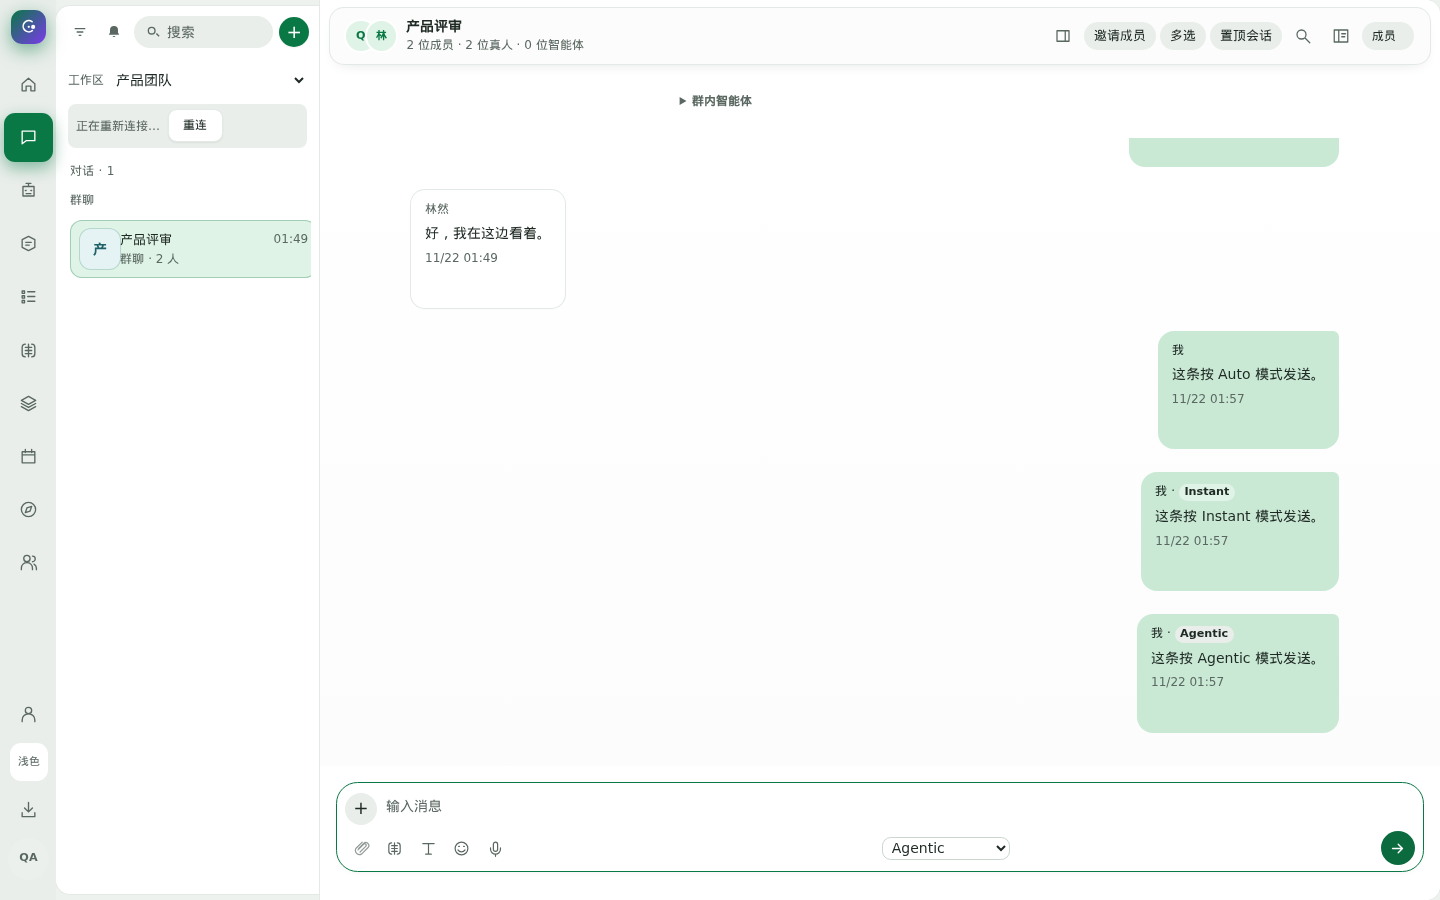 搜索
工作区 产品团队
正在重新连接... 重连
对话 · 1
群聊
产
产品评审 01:49
群聊 · 2 人
浅色
QA
Q 林
产品评审
2 位成员 · 2 位真人 · 0 位智能体
邀请成员 多选 置顶会话 成员
群内智能体
林然
好，我在这边看着。
11/22 01:49
我
这条按 Auto 模式发送。
11/22 01:57
我 · Instant
这条按 Instant 模式发送。
11/22 01:57
我 · Agentic
这条按 Agentic 模式发送。
11/22 01:57
输入消息
Agentic